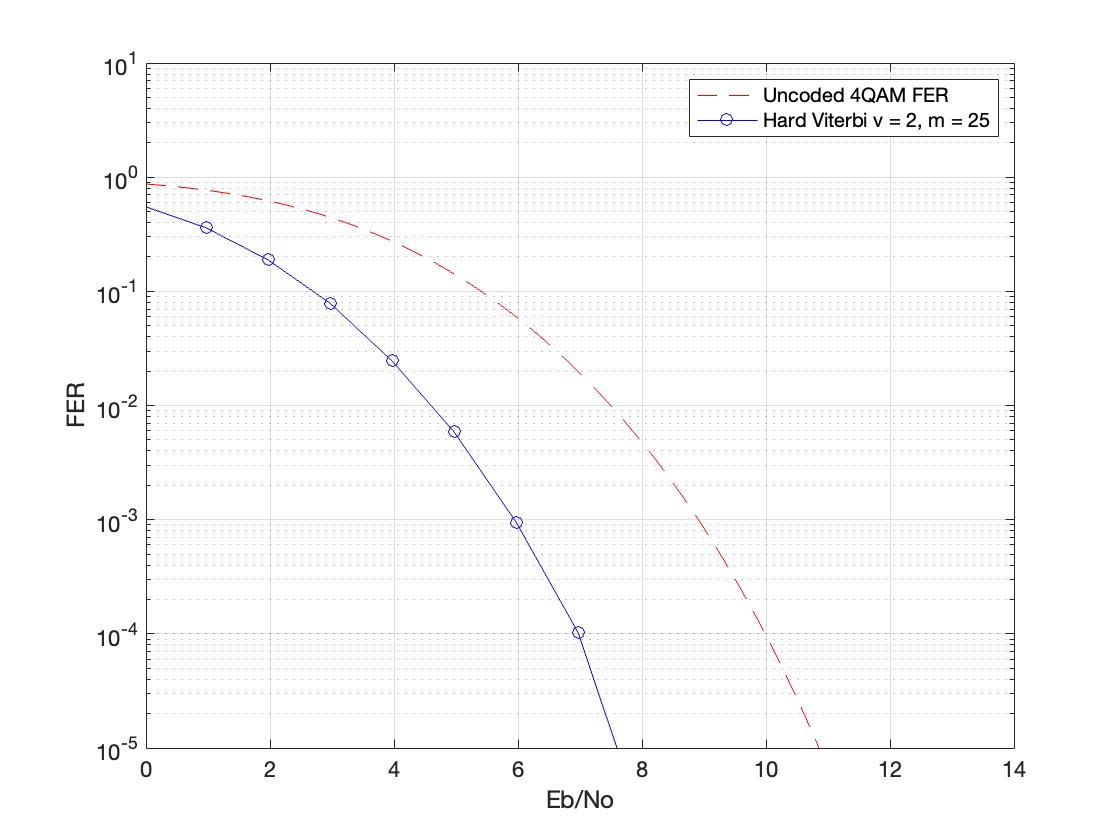 10^1
10^0
10^-1
10^-2
10^-3
10^-4
10^-5
FER
Uncoded 4QAM FER
Hard Viterbi v = 2, m = 25
0 2 4 6 8 10 12 14
Eb/No